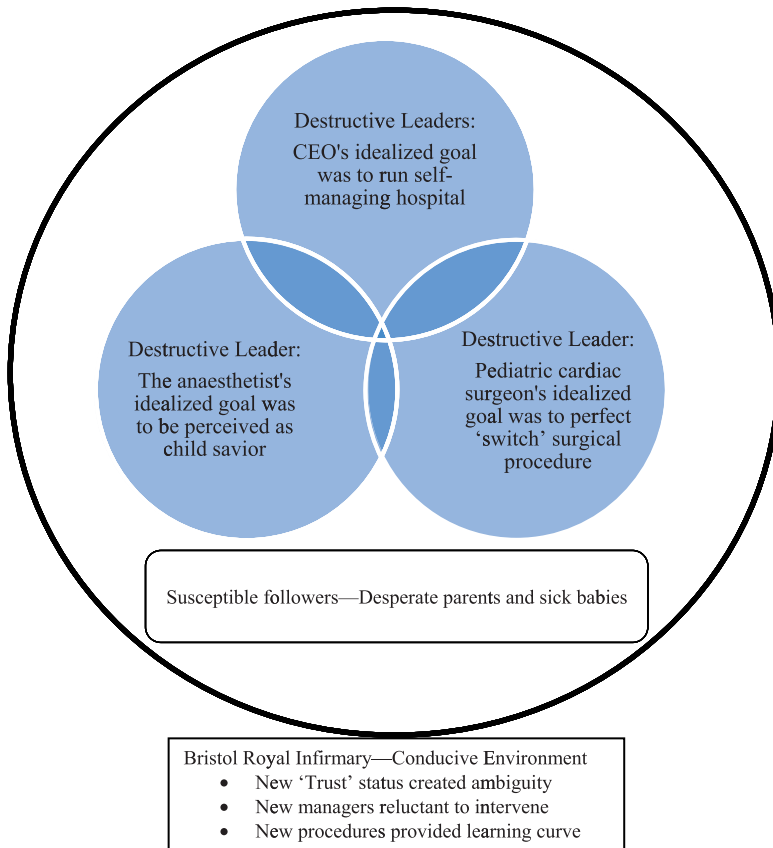 Destructive Leaders:
CEO's idealized goal
was to run self-
managing hospital
Destructive Leader:
The anaesthetist's
idealized goal was
to be perceived as
child savior
Destructive Leader:
Pediatric cardiac
surgeon's idealized
goal was to perfect
‘switch’ surgical
procedure
Susceptible followers—Desperate parents and sick babies
Bristol Royal Infirmary—Conducive Environment
• New ‘Trust’ status created ambiguity
• New managers reluctant to intervene
• New procedures provided learning curve